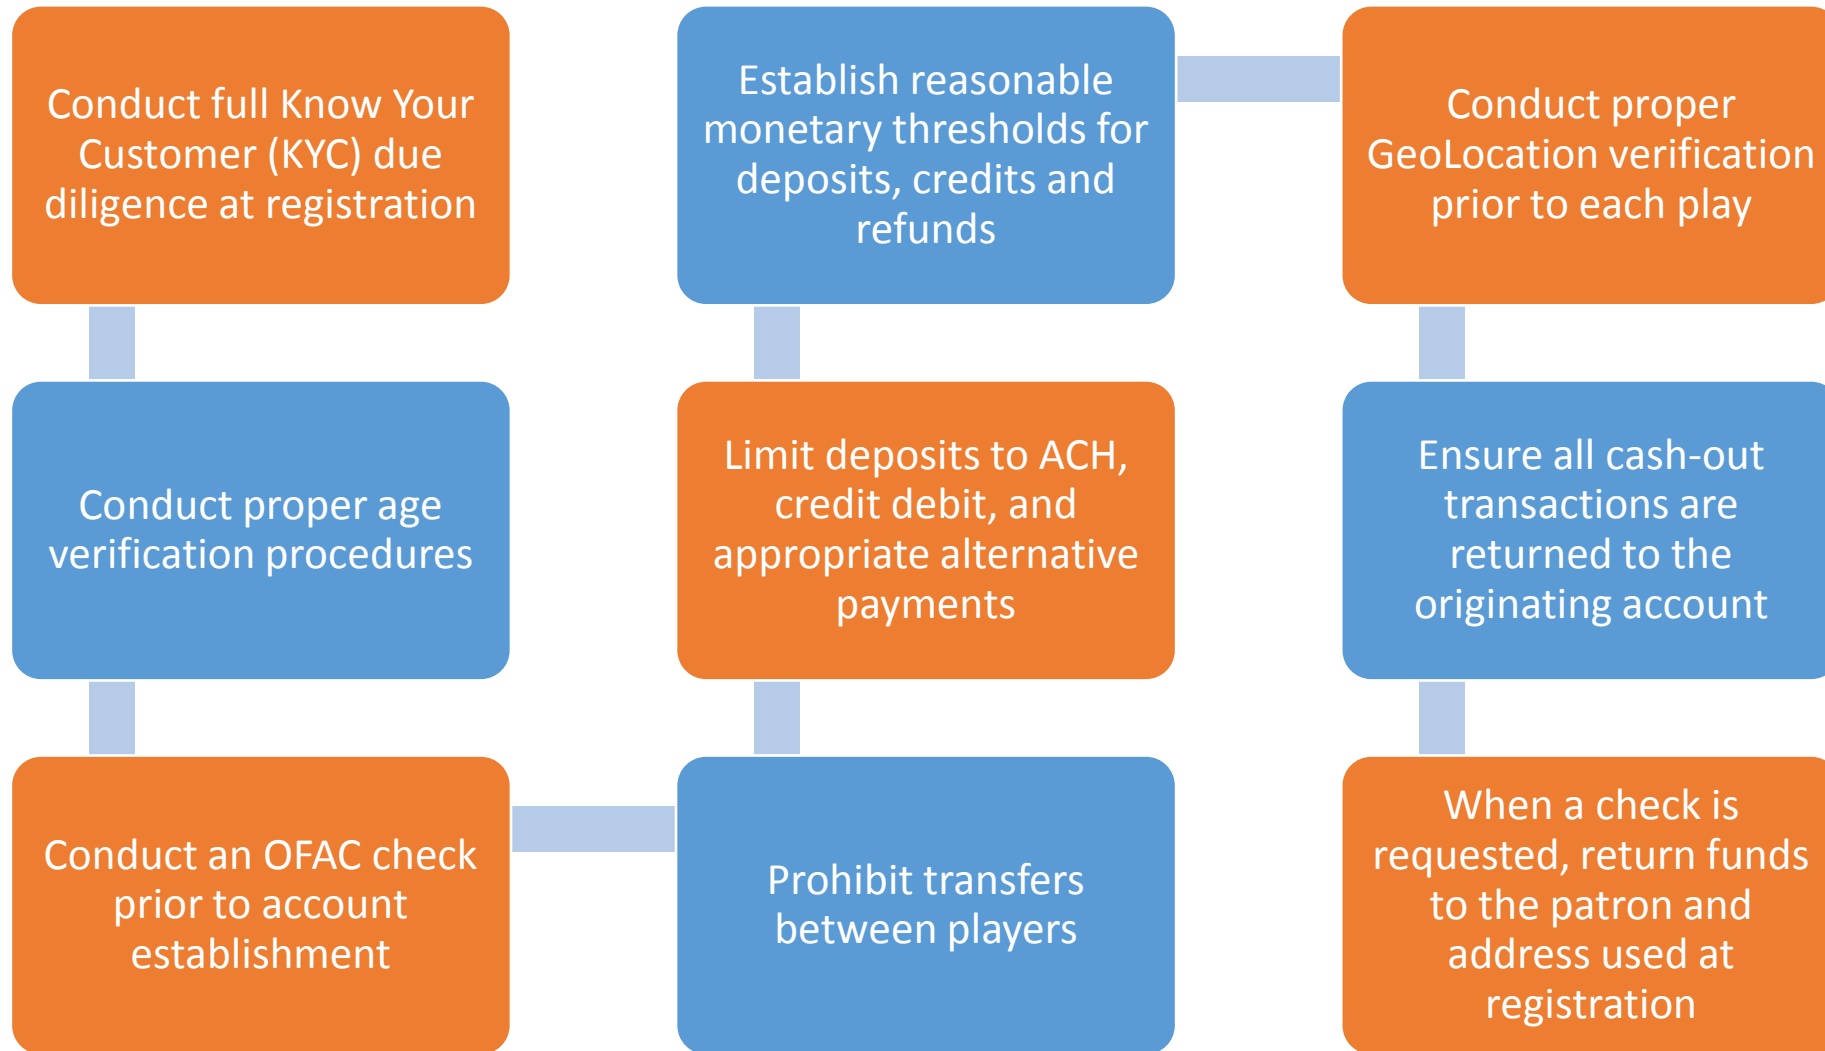 Conduct full Know Your
Customer (KYC) due
diligence at registration
Conduct proper age
verification procedures
Conduct an OFAC check
prior to account
establishment
Prohibit transfers
between players
Limit deposits to ACH,
credit debit, and
appropriate alternative
payments
Establish reasonable
monetary thresholds for
deposits, credits and
refunds
Conduct proper
GeoLocation verification
prior to each play
Ensure all cash-out
transactions are
returned to the
originating account
When a check is
requested, return funds
to the patron and
address used at
registration